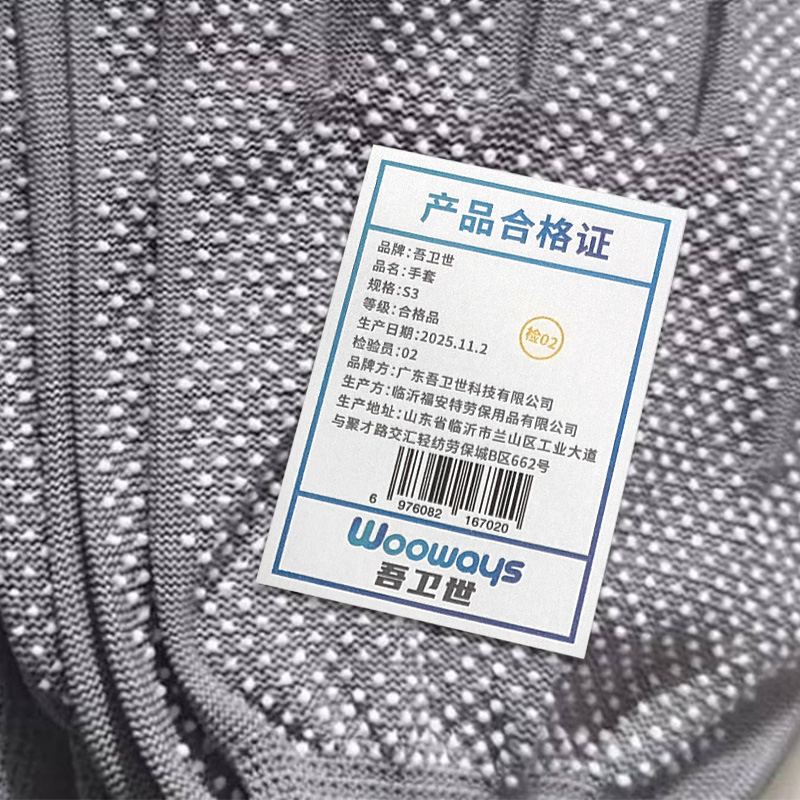 产品合格证
品牌:吾卫世
品名:手套
规格:S3
等级:合格品
生产日期:2025.11.2
检02
检验员:02
品牌方:广东吾卫世科技有限公司
生产方:临沂福安特劳保用品有限公司
生产地址:山东省临沂市兰山区工业大道
与聚才路交汇轻纺劳保城B区662号
6 976082 167020
Wooways
吾卫世